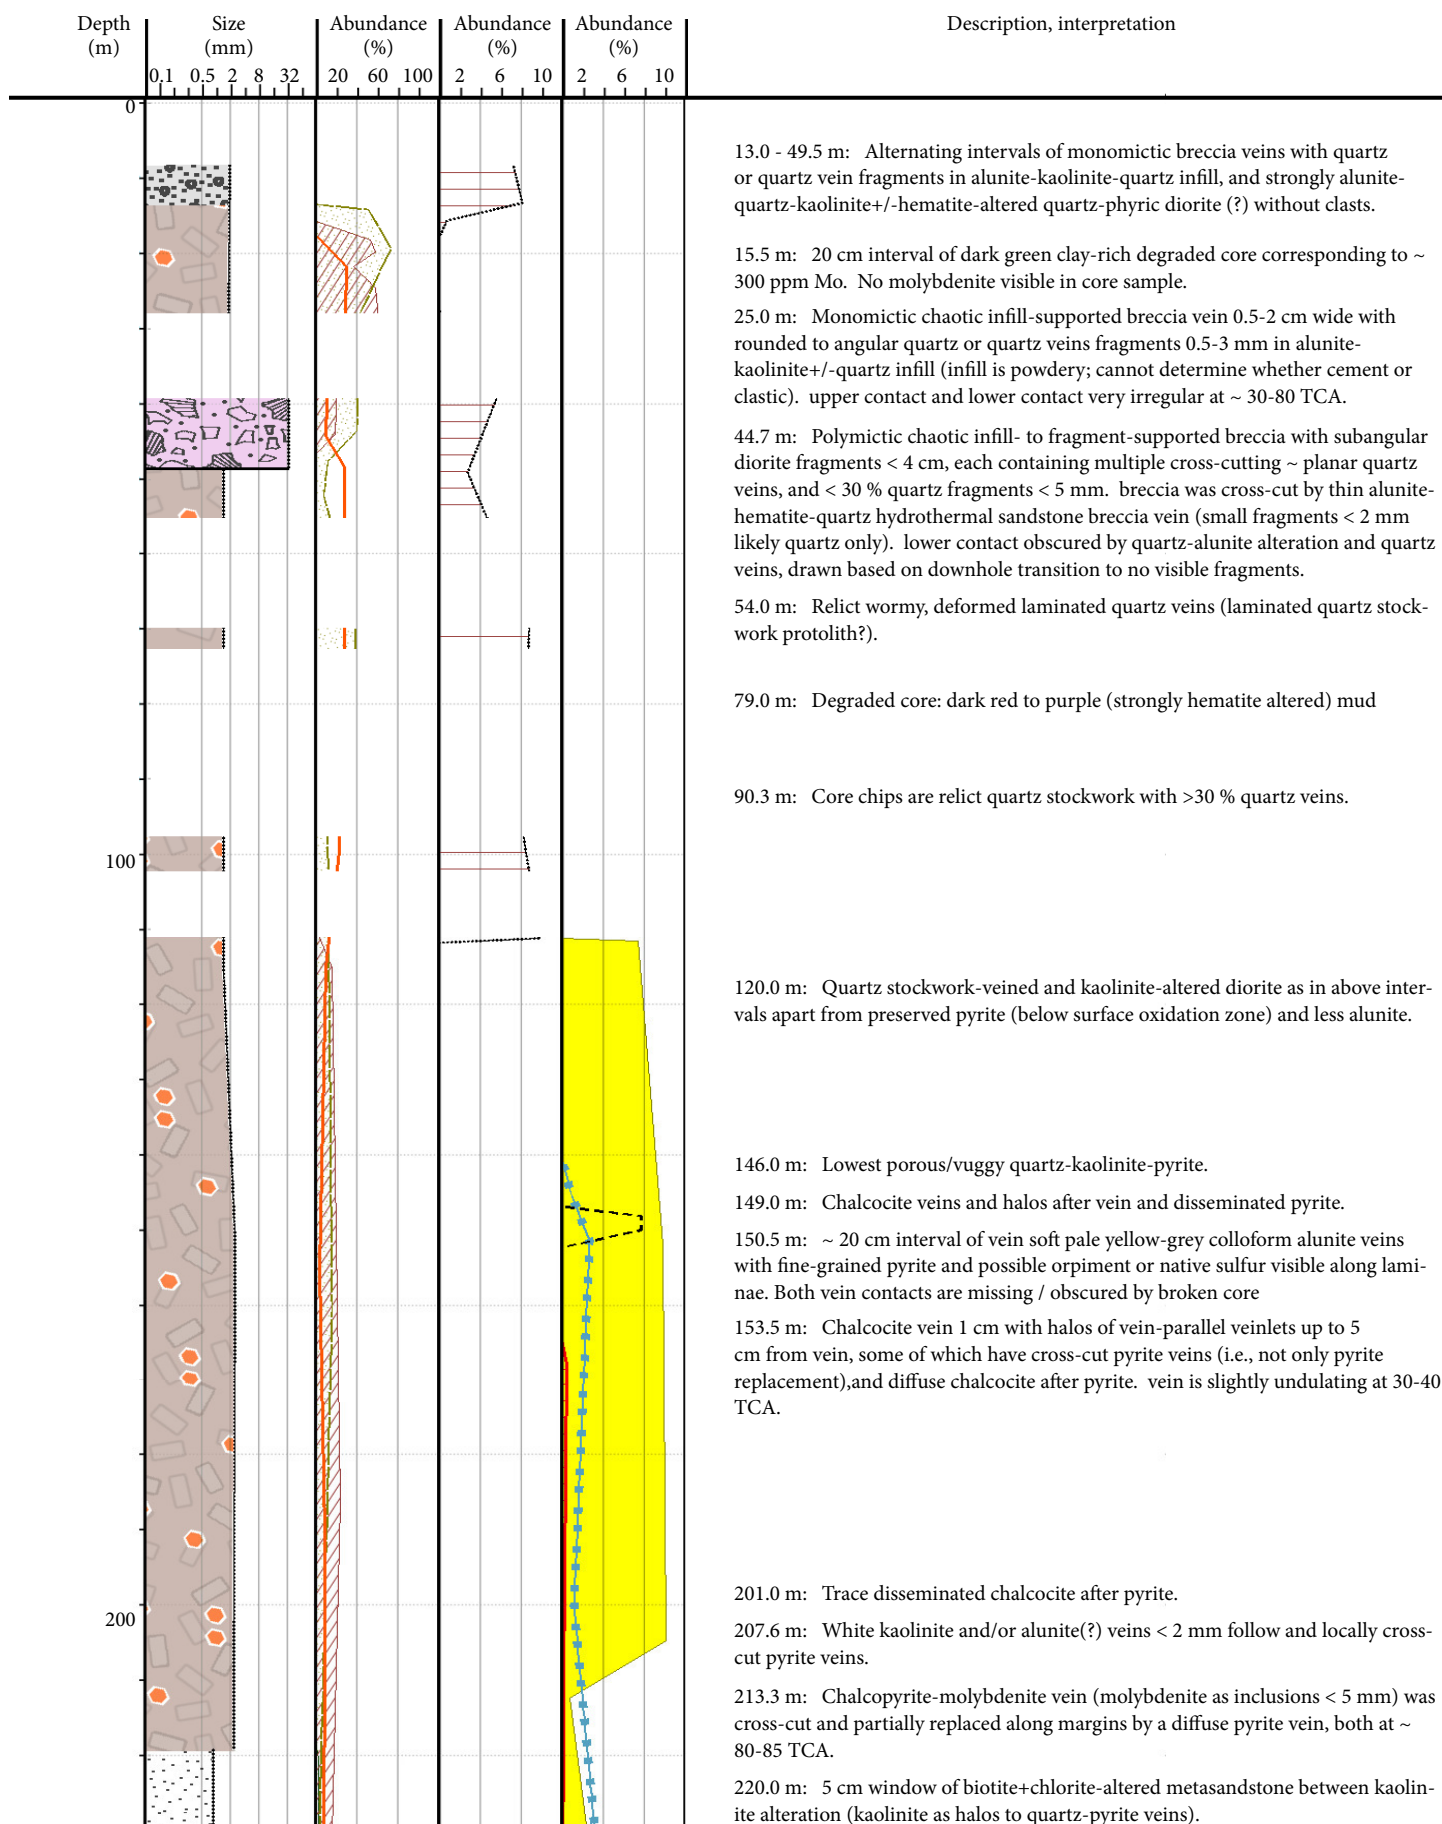 Depth
(m)
Size
(mm)
Abundance
(%)
Abundance
(%)
Abundance
(%)
Description, interpretation
0.1 0.5 2 8 32
20 60 100
2 6 10
2 6 10
0
13.0 - 49.5 m: Alternating intervals of monomictic breccia veins with quartz
or quartz vein fragments in alunite-kaolinite-quartz infill, and strongly alunite-
quartz-kaolinite+/-hematite-altered quartz-phyric diorite (?) without clasts.
15.5 m: 20 cm interval of dark green clay-rich degraded core corresponding to ~
300 ppm Mo. No molybdenite visible in core sample.
25.0 m: Monomictic chaotic infill-supported breccia vein 0.5-2 cm wide with
rounded to angular quartz or quartz veins fragments 0.5-3 mm in alunite-
kaolinite+/-quartz infill (infill is powdery; cannot determine whether cement or
clastic). upper contact and lower contact very irregular at ~ 30-80 TCA.
44.7 m: Polymictic chaotic infill- to fragment-supported breccia with subangular
diorite fragments < 4 cm, each containing multiple cross-cutting ~ planar quartz
veins, and < 30 % quartz fragments < 5 mm. breccia was cross-cut by thin alunite-
hematite-quartz hydrothermal sandstone breccia vein (small fragments < 2 mm
likely quartz only). lower contact obscured by quartz-alunite alteration and quartz
veins, drawn based on downhole transition to no visible fragments.
54.0 m: Relict wormy, deformed laminated quartz veins (laminated quartz stock-
work protolith?).
79.0 m: Degraded core: dark red to purple (strongly hematite altered) mud
90.3 m: Core chips are relict quartz stockwork with >30 % quartz veins.
100
120.0 m: Quartz stockwork-veined and kaolinite-altered diorite as in above inter-
vals apart from preserved pyrite (below surface oxidation zone) and less alunite.
146.0 m: Lowest porous/vuggy quartz-kaolinite-pyrite.
149.0 m: Chalcocite veins and halos after vein and disseminated pyrite.
150.5 m: ~ 20 cm interval of vein soft pale yellow-grey colloform alunite veins
with fine-grained pyrite and possible orpiment or native sulfur visible along lami-
nae. Both vein contacts are missing / obscured by broken core
153.5 m: Chalcocite vein 1 cm with halos of vein-parallel veinlets up to 5
cm from vein, some of which have cross-cut pyrite veins (i.e., not only pyrite
replacement),and diffuse chalcocite after pyrite. vein is slightly undulating at 30-40
TCA.
201.0 m: Trace disseminated chalcocite after pyrite.
200
207.6 m: White kaolinite and/or alunite(?) veins < 2 mm follow and locally cross-
cut pyrite veins.
213.3 m: Chalcopyrite-molybdenite vein (molybdenite as inclusions < 5 mm) was
cross-cut and partially replaced along margins by a diffuse pyrite vein, both at ~
80-85 TCA.
220.0 m: 5 cm window of biotite+chlorite-altered metasandstone between kaolin-
ite alteration (kaolinite as halos to quartz-pyrite veins).